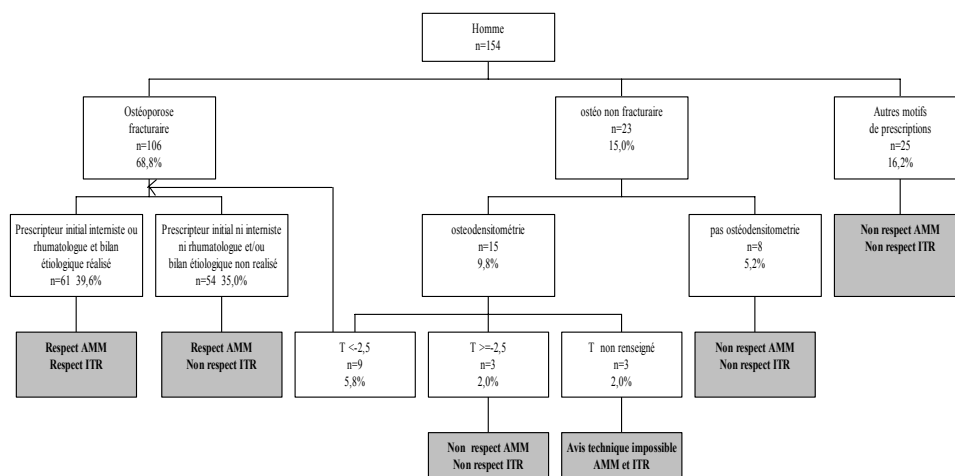 Homme
n=154
Ostéoporose
fracturaire
n=106
68,8%
ostéo non fracturaire
n=23
15,0%
Autres motifs
de prescriptions
n=25
16,2%
Prescripteur initial interniste ou
rhumatologue et bilan
étiologique réalisé
n=61 39,6%
Prescripteur initial ni interniste
ni rhumatologue et/ou
bilan étiologique non realisé
n=54 35,0%
osteodensitométrie
n=15
9,8%
pas ostéodensitometrie
n=8
5,2%
Non respect AMM
Non respect ITR
Respect AMM
Respect ITR
Respect AMM
Non respect ITR
T <-2,5
n=9
5,8%
T >=-2,5
n=3
2,0%
T non renseigné
n=3
2,0%
Non respect AMM
Non respect ITR
Non respect AMM
Non respect ITR
Avis technique impossible
AMM et ITR